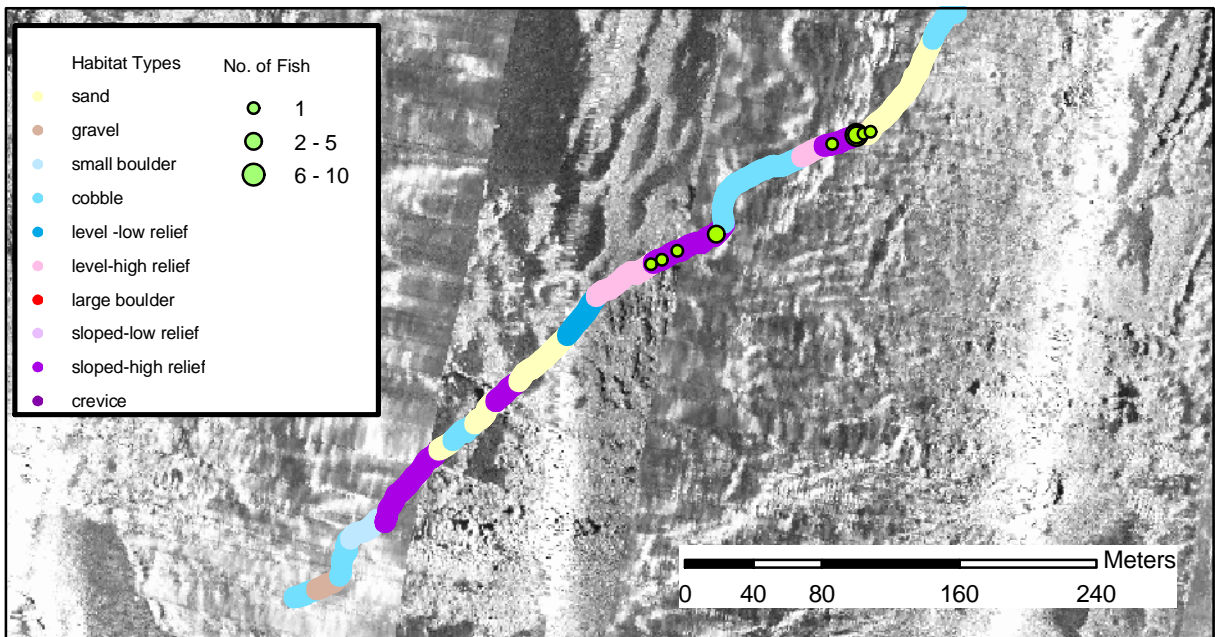 Habitat Types
sand
gravel
small boulder
cobble
level -low relief
level-high relief
large boulder
sloped-low relief
sloped-high relief
crevice
No. of Fish
1
2 - 5
6 - 10
Meters
0 40 80 160 240